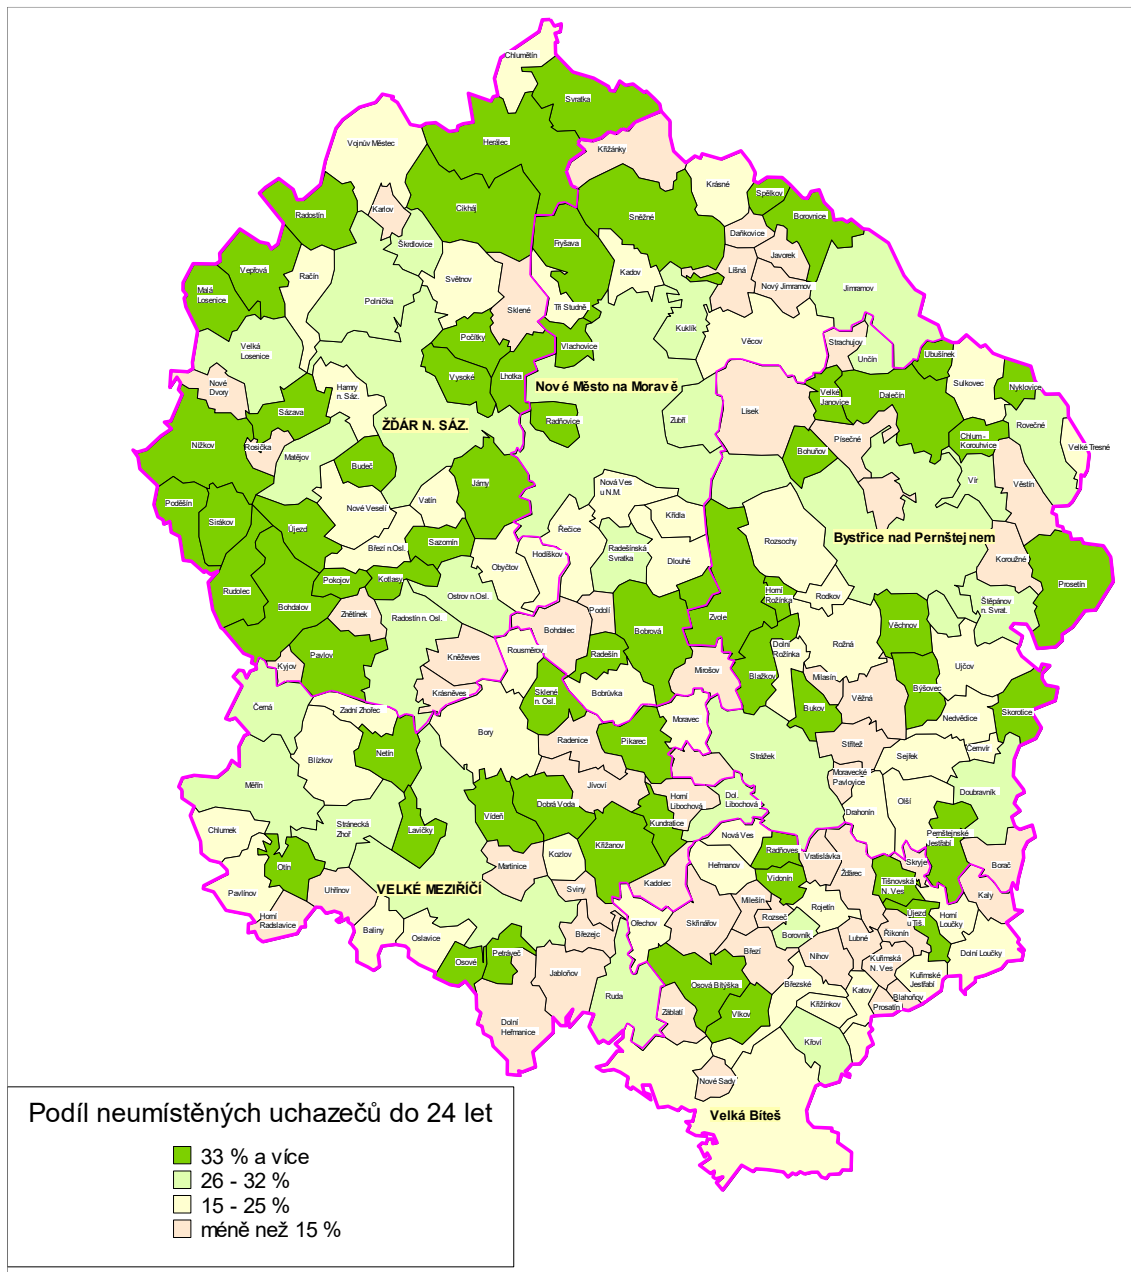 Chlumětín
Svratka
Vojnův Městec
Herálec
Křižánky
Krásné
Spělkov
Karlov
Cikháj
Radostín
Sněžné
Borovnice
Daňkovice
Škrdlovice
Fryšava
Javorek
Vepřová
Račín
Světnov
Kadov
Lišná
Malá
Losenice
Polnička
Nový Jimramov
Jimramov
Sklené
Tři Studně
Kuklík
Velká
Losenice
Počítky
Věcov
Strachujov
Vlachovice
Unčín
Ubušínek
Nové
Dvory
Hamry
n. Sáz.
Vysoké
Lhotka
Nové Město na Moravě
Sulkovec
Nyklovice
Velké
Janovice
Dalečín
Sázava
Lísek
Radňovice
Zubří
Rovečné
ŽĎÁR N. SÁZ.
Písečné
Chlum -
Korouhvice
Nížkov
Rosička
Matějov
Bohuňov
Velké Tresné
Budeč
Jámy
Nová Ves
u N.M.
Vír
Věstín
Poděšín
Sirákov
Nové Veselí
Vatín
Křídla
Újezd
Řečice
Rozsochy
Bystřice nad Pernštejnem
Březí n.Osl.
Sazomín
Hodíškov
Radešínská
Svratka
Dlouhé
Koroužné
Obyčtov
Prosetín
Rudolec
Pokojov
Kotlasy
Horní
Rožínka
Rodkov
Bohdalov
Ostrov n.Osl.
Štěpánov
n. Svrat.
Znětínek
Radostín n. Osl.
Podolí
Zvole
Věchnov
Bohdalec
Bobrová
Dolní
Rožínka
Rožná
Pavlov
Kněževes
Rousměrov
Radešín
Kyjov
Mirošov
Blažkov
Milasín
Ujčov
Krásněves
Sklené
n. Osl.
Bobrůvka
Býšovec
Věžná
Černá
Zadní Zhořec
Bukov
Nedvědice
Skorotice
Moravec
Bory
Radenice
Píkarec
Střítež
Černvír
Blízkov
Netín
Strážek
Sejřek
Měřín
Jívoví
Moravecké
Pavlovice
Doubravník
Horní
Libochová
Dol.
Libochová
Olší
Dobrá Voda
Vídeň
Drahonín
Chlumek
Stránecká
Zhoř
Lavičky
Kundratice
Pernštejnské
Jestřabí
Křižanov
Nová Ves
Radňoves
Vratislávka
Otín
Martinice
Kozlov
Heřmanov
Skryje
Borač
Žďárec
Vidonín
Tišnovská
N. Ves
Pavlínov
Uhřínov
VELKÉ MEZIŘÍČÍ
Sviny
Kadolec
Kaly
Milešín
Rojetín
Horní
Radslavice
Rozseč
Újezd
u Tiš.
Horní
Loučky
Ořechov
Skřinářov
Baliny
Oslavice
Březejc
Borovník
Lubné
Řikonín
Petráveč
Březí
Níhov
Dolní Loučky
Osové
Kuřimská
N. Ves
Jabloňov
Kuřimské
Jestřabí
Osová Bítýška
Březské
Katov
Ruda
Blahoňov
Křižínkov
Prosatín
Dolní
Heřmanice
Záblatí
Vlkov
Křoví
Nové Sady
Velká Bíteš
Podíl neumístěných uchazečů do 24 let
33 % a více
26 - 32 %
15 - 25 %
méně než 15 %